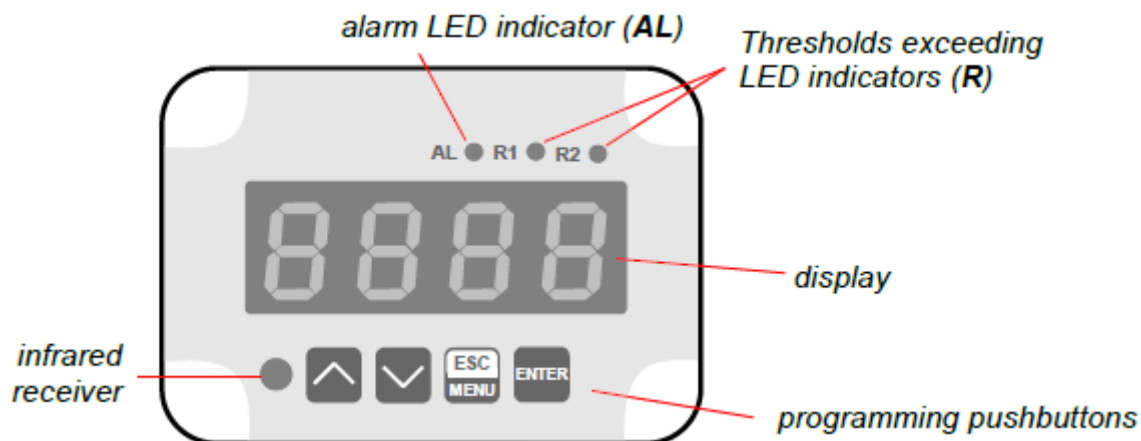 alarm LED indicator (AL)
Thresholds exceeding
LED indicators (R)
AL R1 R2
8888
display
infrared
receiver
ESC
MENU
ENTER
programming pushbuttons